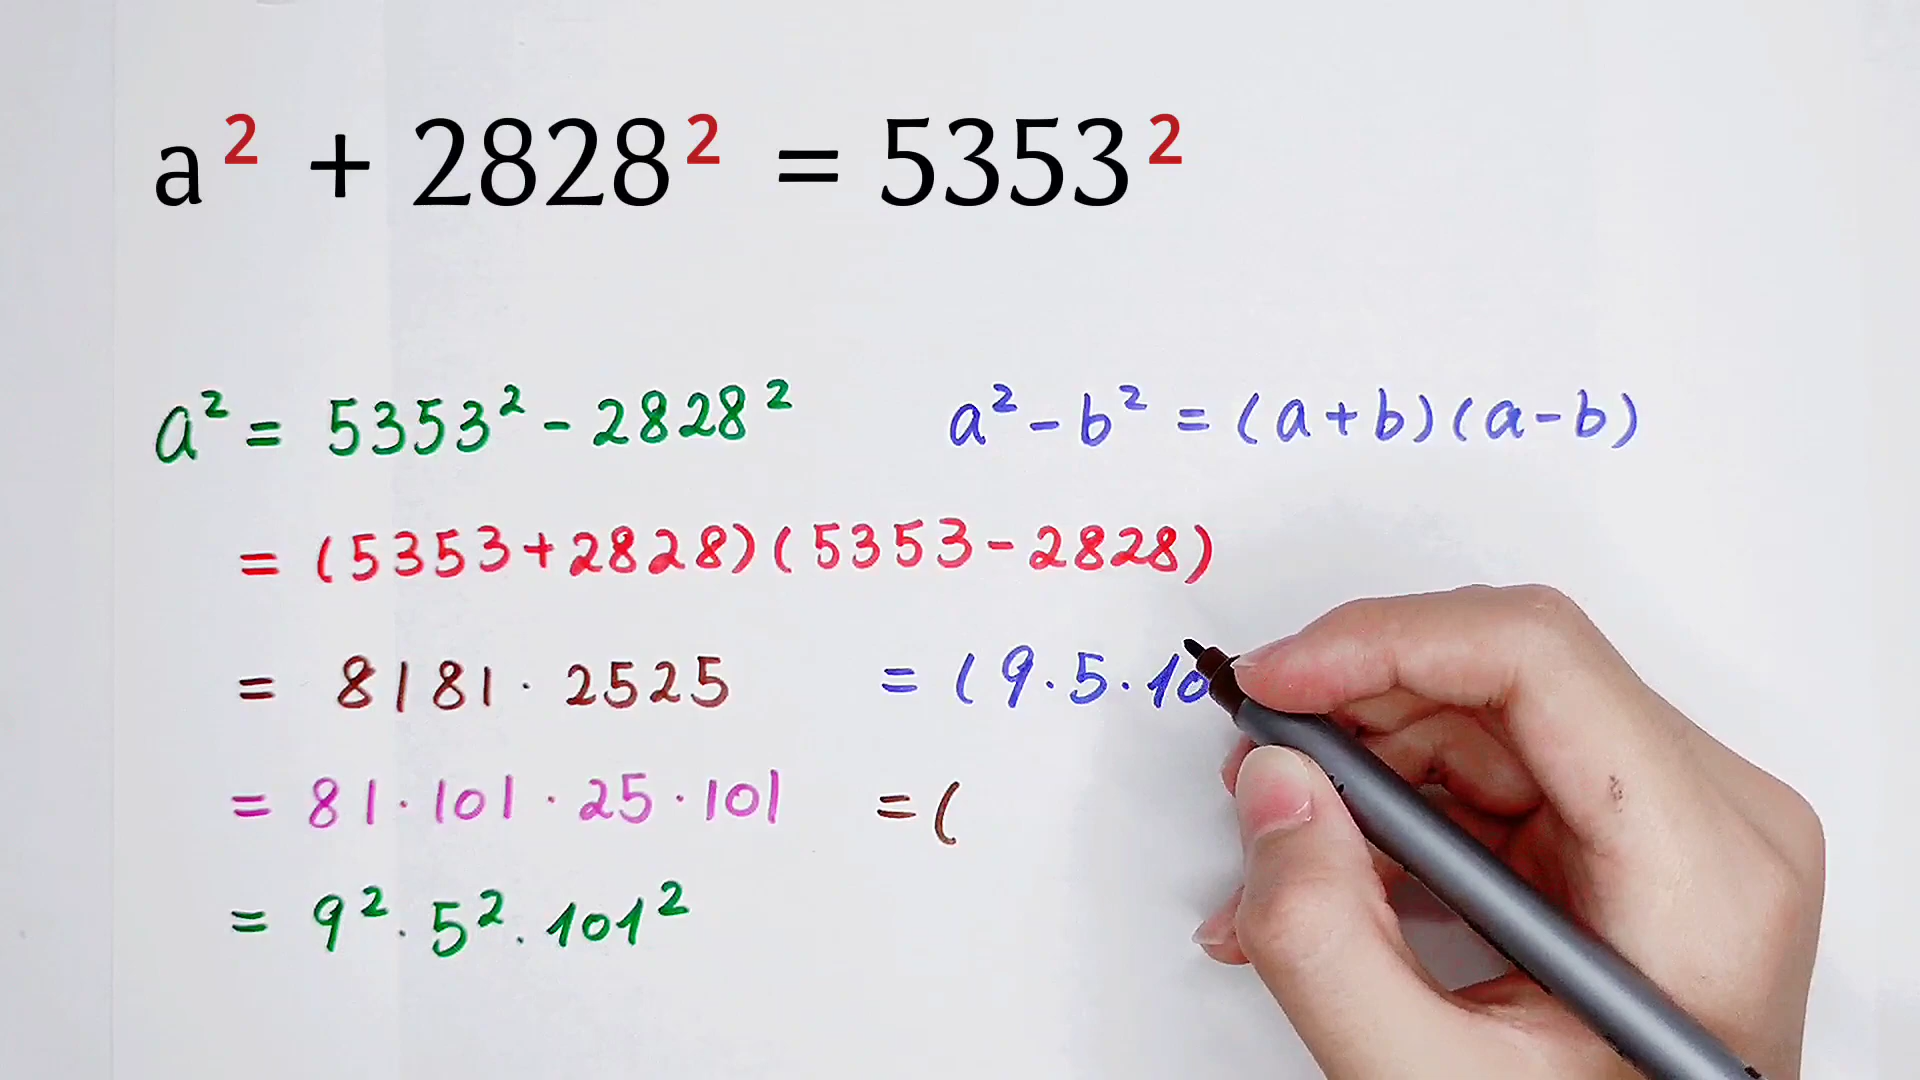 a² + 2828² = 5353²
a² = 5353² - 2828²
a² - b² = (a+b)(a-b)
= (5353+2828)(5353-2828)
= 8181 · 2525
= (9·5·10
= 81·101·25·101
= (
= 9²·5²·101²